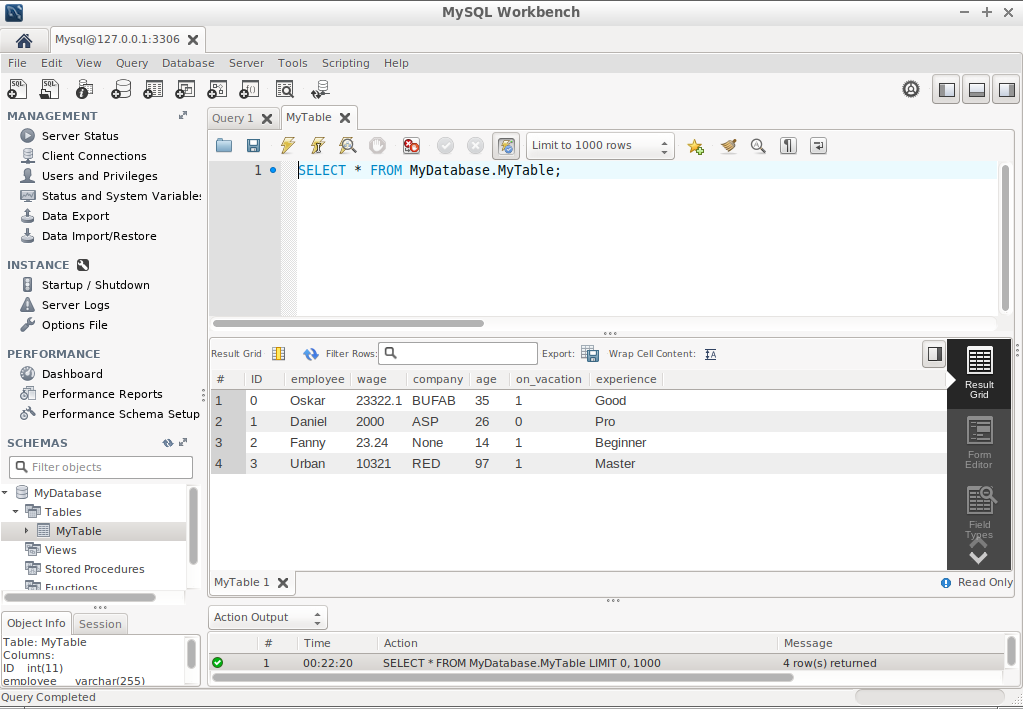 MySQL Workbench
Mysql@127.0.0.1:3306
File Edit View Query Database Server Tools Scripting Help
MANAGEMENT
Server Status
Client Connections
Users and Privileges
Status and System Variables
Data Export
Data Import/Restore
INSTANCE
Startup / Shutdown
Server Logs
Options File
PERFORMANCE
Dashboard
Performance Reports
Performance Schema Setup
SCHEMAS
Filter objects
MyDatabase
Tables
MyTable
Views
Stored Procedures
Functions
Object Info Session
Table: MyTable
Columns:
ID int(11)
employee varchar(255)
Query 1 MyTable
Limit to 1000 rows
1 SELECT * FROM MyDatabase.MyTable;
Result Grid Filter Rows: Export: Wrap Cell Content:
# ID employee wage company age on_vacation experience
1 0 Oskar 23322.1 BUFAB 35 1 Good
2 1 Daniel 2000 ASP 26 0 Pro
3 2 Fanny 23.24 None 14 1 Beginner
4 3 Urban 10321 RED 97 1 Master
Result
Grid
Form
Editor
Field
Types
MyTable 1 Read Only
Action Output
# Time Action Message
1 00:22:20 SELECT * FROM MyDatabase.MyTable LIMIT 0, 1000 4 row(s) returned
Query Completed